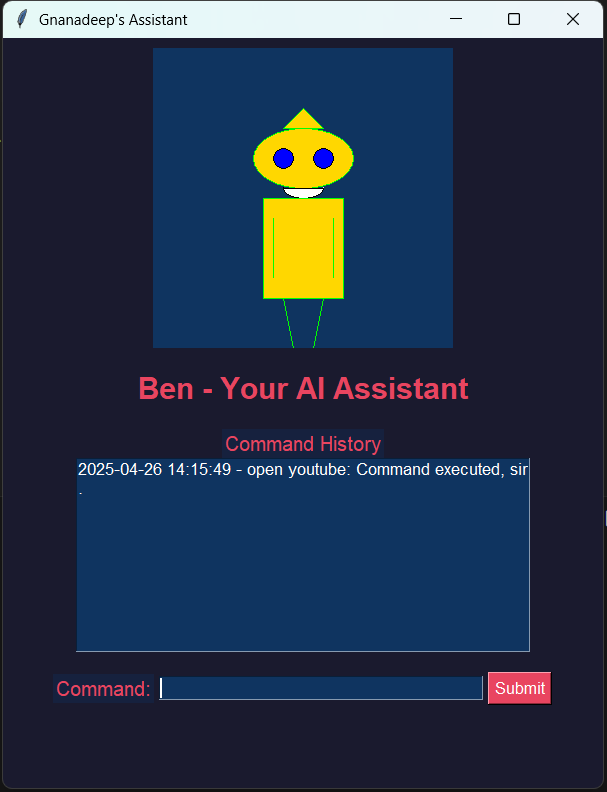 Gnanadeep's Assistant
Ben - Your AI Assistant
Command History
2025-04-26 14:15:49 - open youtube: Command executed, sir
.
Command:
Submit